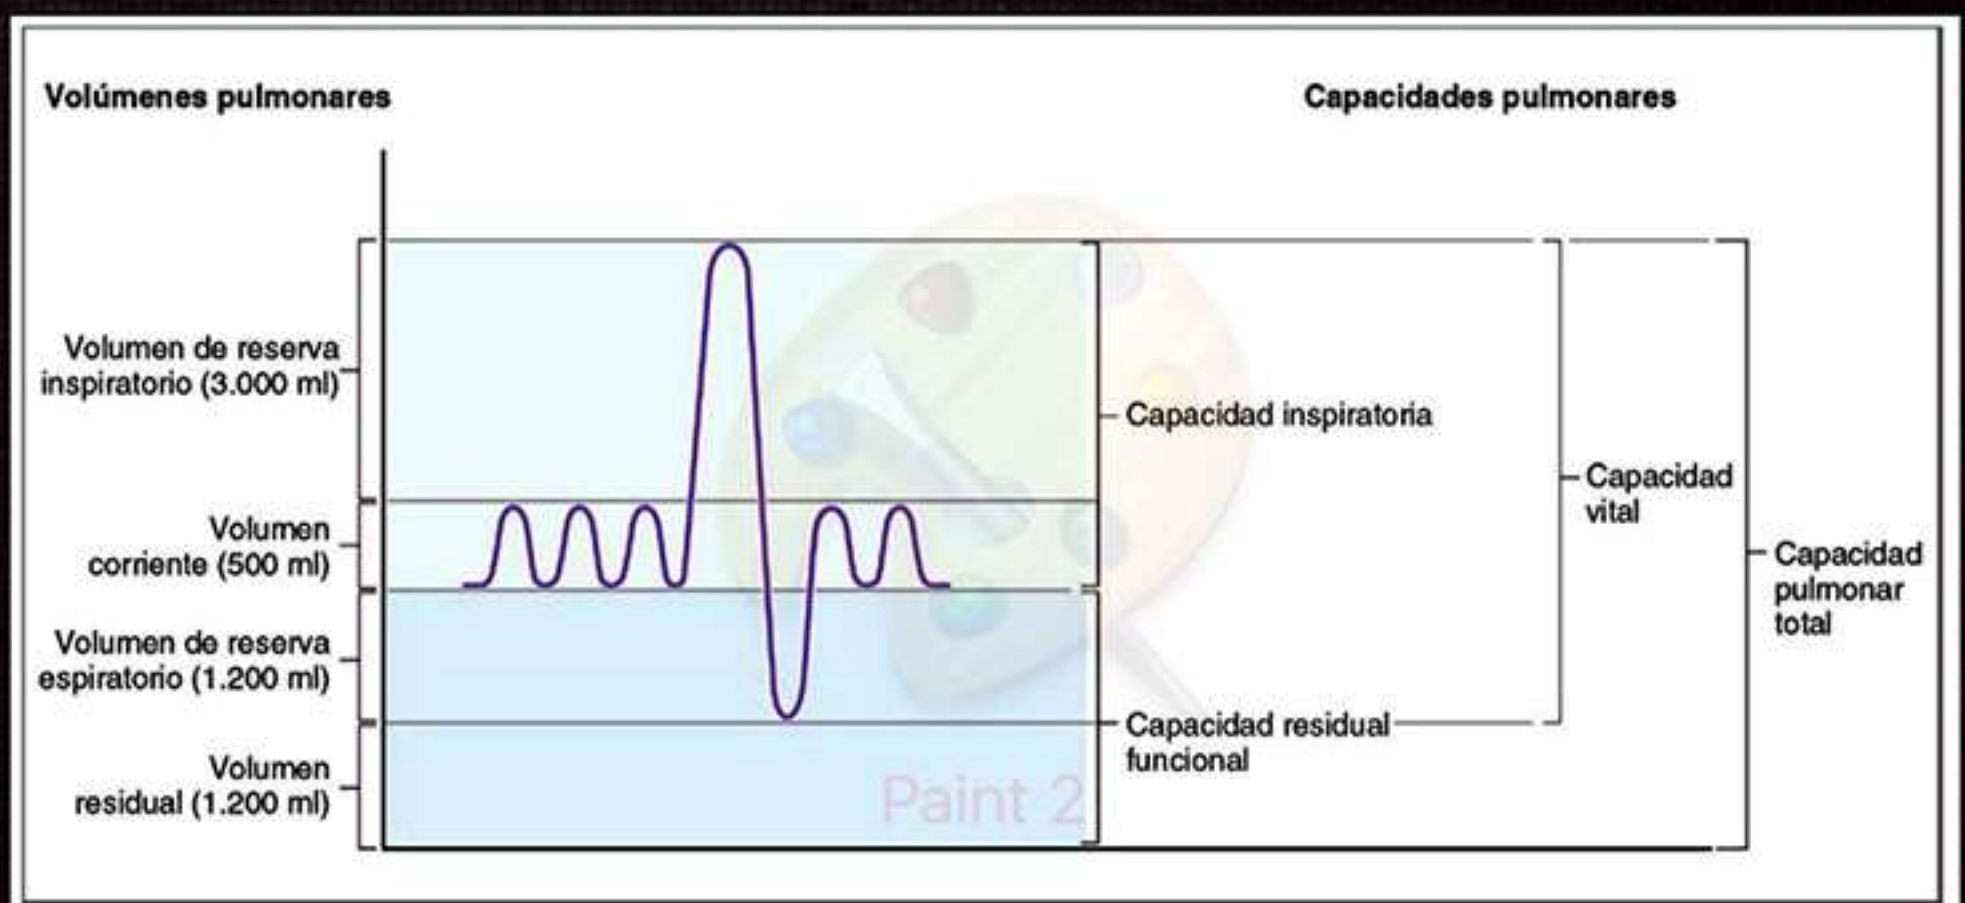 Volúmenes pulmonares
Capacidades pulmonares
Volumen de reserva
inspiratorio (3.000 ml)
Volumen
corriente (500 ml)
Volumen de reserva
espiratorio (1.200 ml)
Volumen
residual (1.200 ml)
Capacidad inspiratoria
Capacidad residual
funcional
Capacidad
vital
Capacidad
pulmonar
total
Paint 2